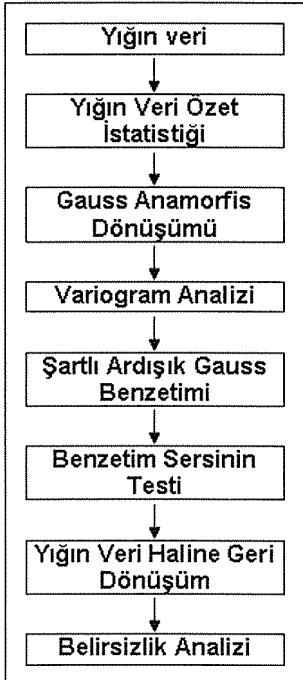 Yığın veri
Yığın Veri Özet
İstatistiği
Gauss Anamorfis
Dönüşümü
Variogram Analizi
Şartlı Ardışık Gauss
Benzetimi
Benzetim Sersinin
Testi
Yığın Veri Haline Geri
Dönüşüm
Belirsizlik Analizi